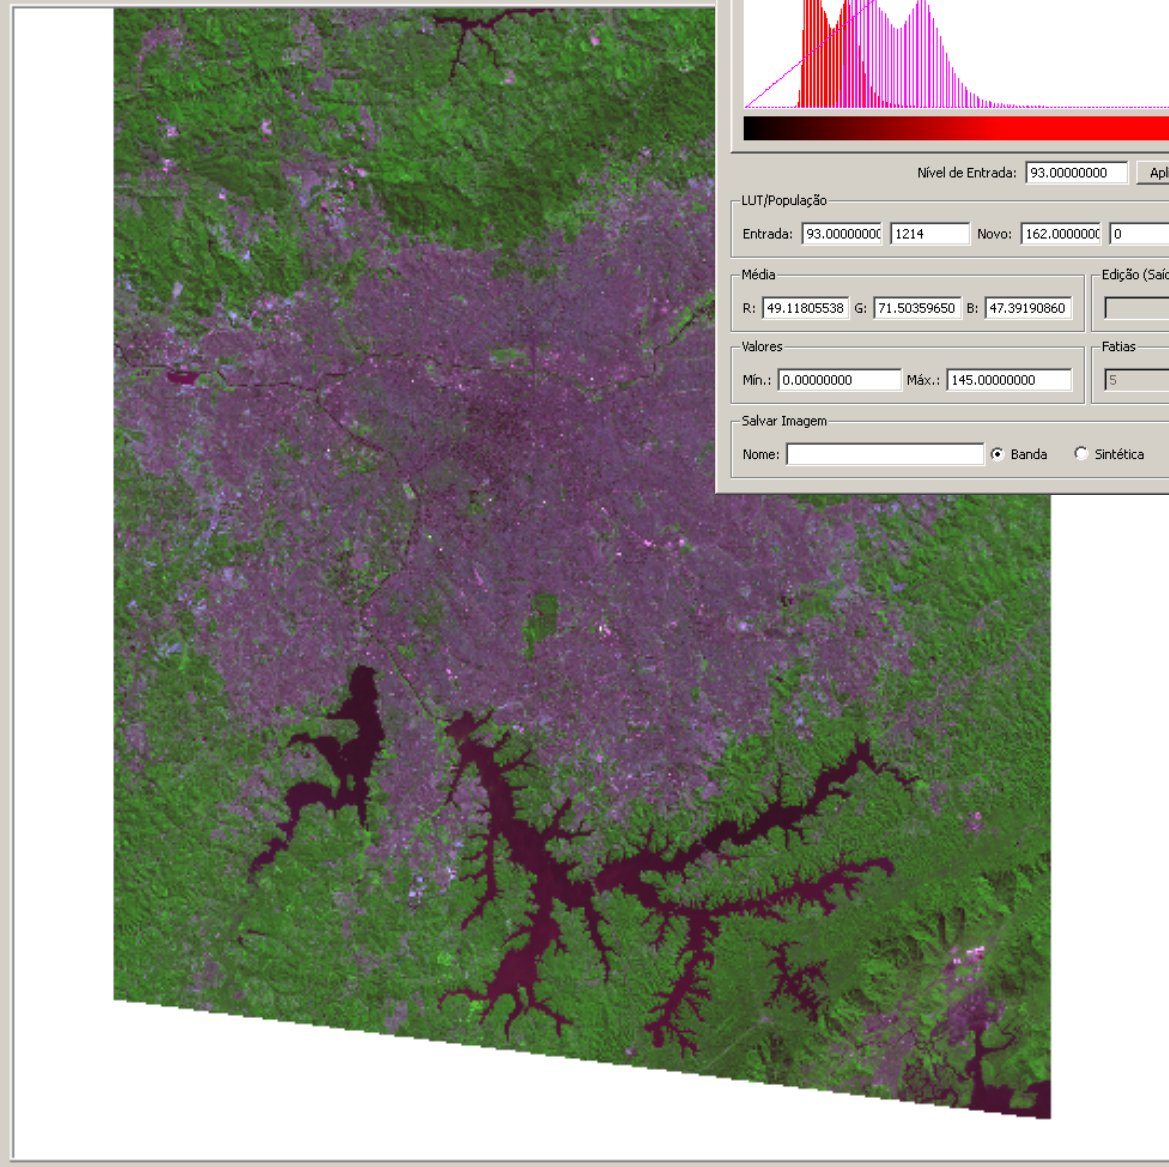 Nível de Entrada: 93.00000000 Apl
LUT/População
Entrada: 93.00000000 1214 Novo: 162.0000000 0
Média Edição (Saíd
R: 49.11805538 G: 71.50359650 B: 47.39190860
Valores Fatias
Mín.: 0.00000000 Máx.: 145.00000000 5
Salvar Imagem
Nome: Banda Sintética